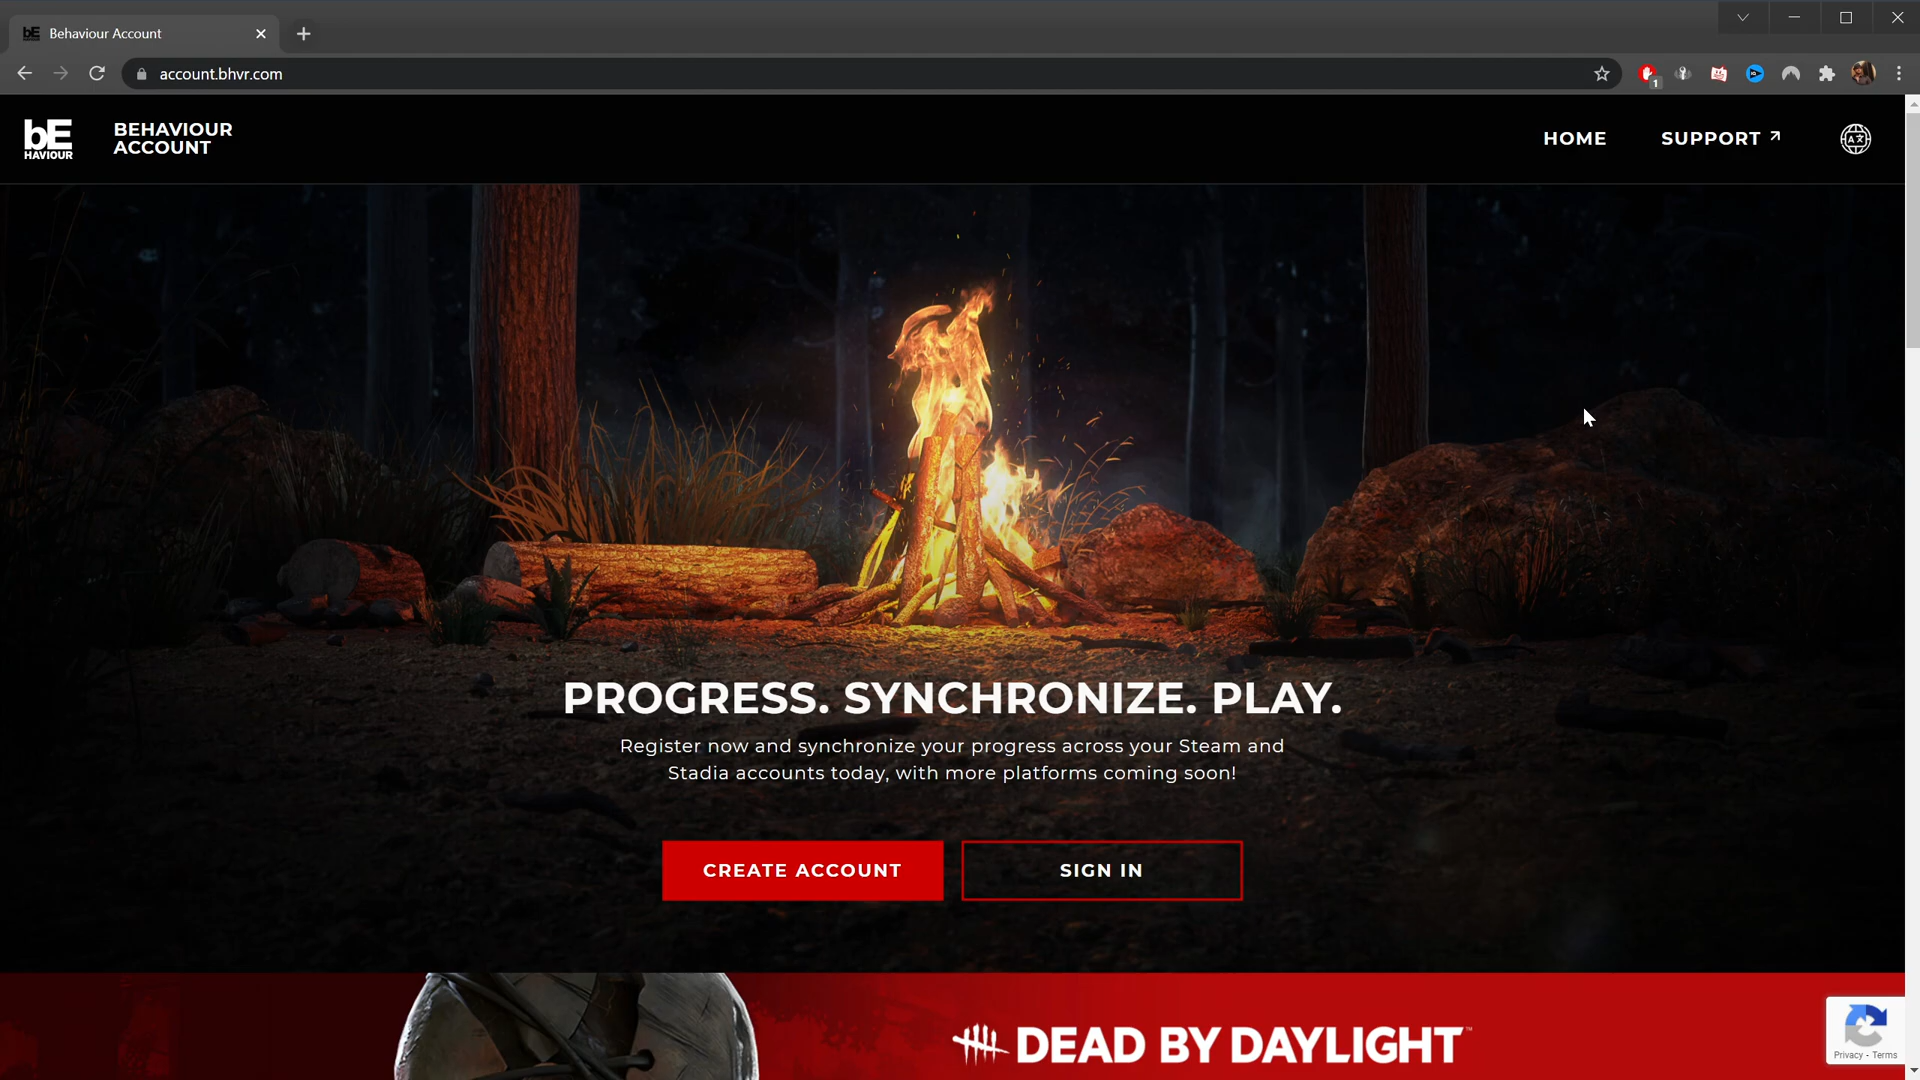 Behaviour Account
account.bhvr.com
1
bE
HAVIOUR
BEHAVIOUR
ACCOUNT
HOME
SUPPORT
PROGRESS. SYNCHRONIZE. PLAY.
Register now and synchronize your progress across your Steam and
Stadia accounts today, with more platforms coming soon!
CREATE ACCOUNT
SIGN IN
DEAD BY DAYLIGHT™
Privacy - Terms